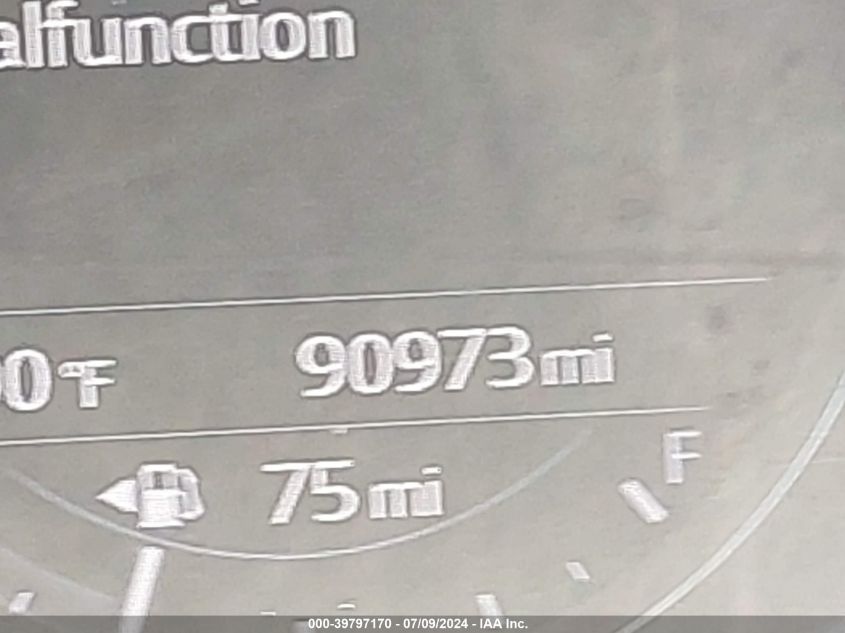 alfunction
0°F 90973mi
75mi
F
000-39797170 - 07/09/2024 - IAA Inc.